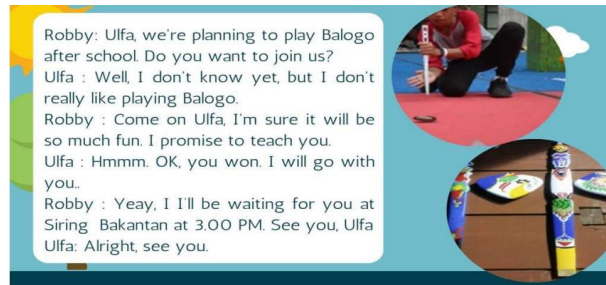 Robby: Ulfa, we're planning to play Balogo
after school. Do you want to join us?
Ulfa : Well, I don't know yet, but I don't
really like playing Balogo.
Robby : Come on Ulfa, I'm sure it will be
so much fun. I promise to teach you.
Ulfa : Hmmm. OK, you won. I will go with
you..
Robby : Yeay, I I'll be waiting for you at
Siring Bakantan at 3.00 PM. See you, Ulfa
Ulfa: Alright, see you.